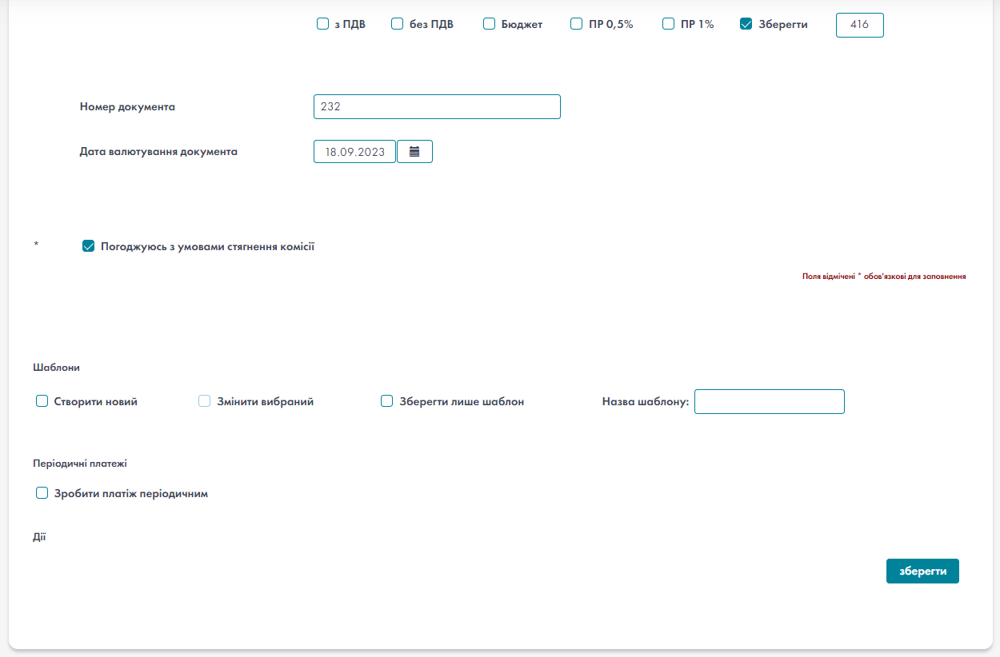 з ПДВ без ПДВ Бюджет ПР 0,5% ПР 1% Зберегти 416
Номер документа 232
Дата валютування документа 18.09.2023
* Погоджуюсь з умовами стягнення комісії
Поля відмічені * обов'язкові для заповнення
Шаблони
Створити новий Змінити вибраний Зберегти лише шаблон Назва шаблону:
Періодичні платежі
Зробити платіж періодичним
Дії
зберегти